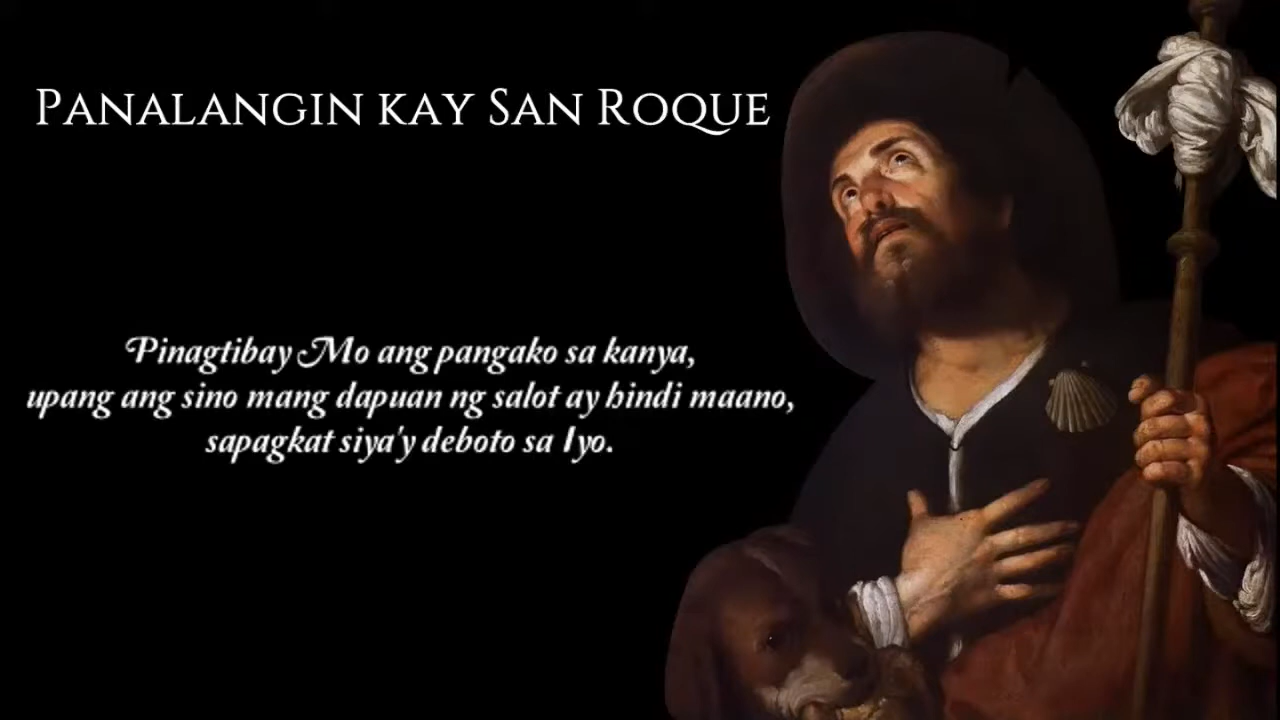 Panalangin kay San Roque
Pinagtibay Mo ang pangako sa kanya,
upang ang sino mang dapuan ng salot ay hindi maano,
sapagkat siya'y deboto sa Iyo.